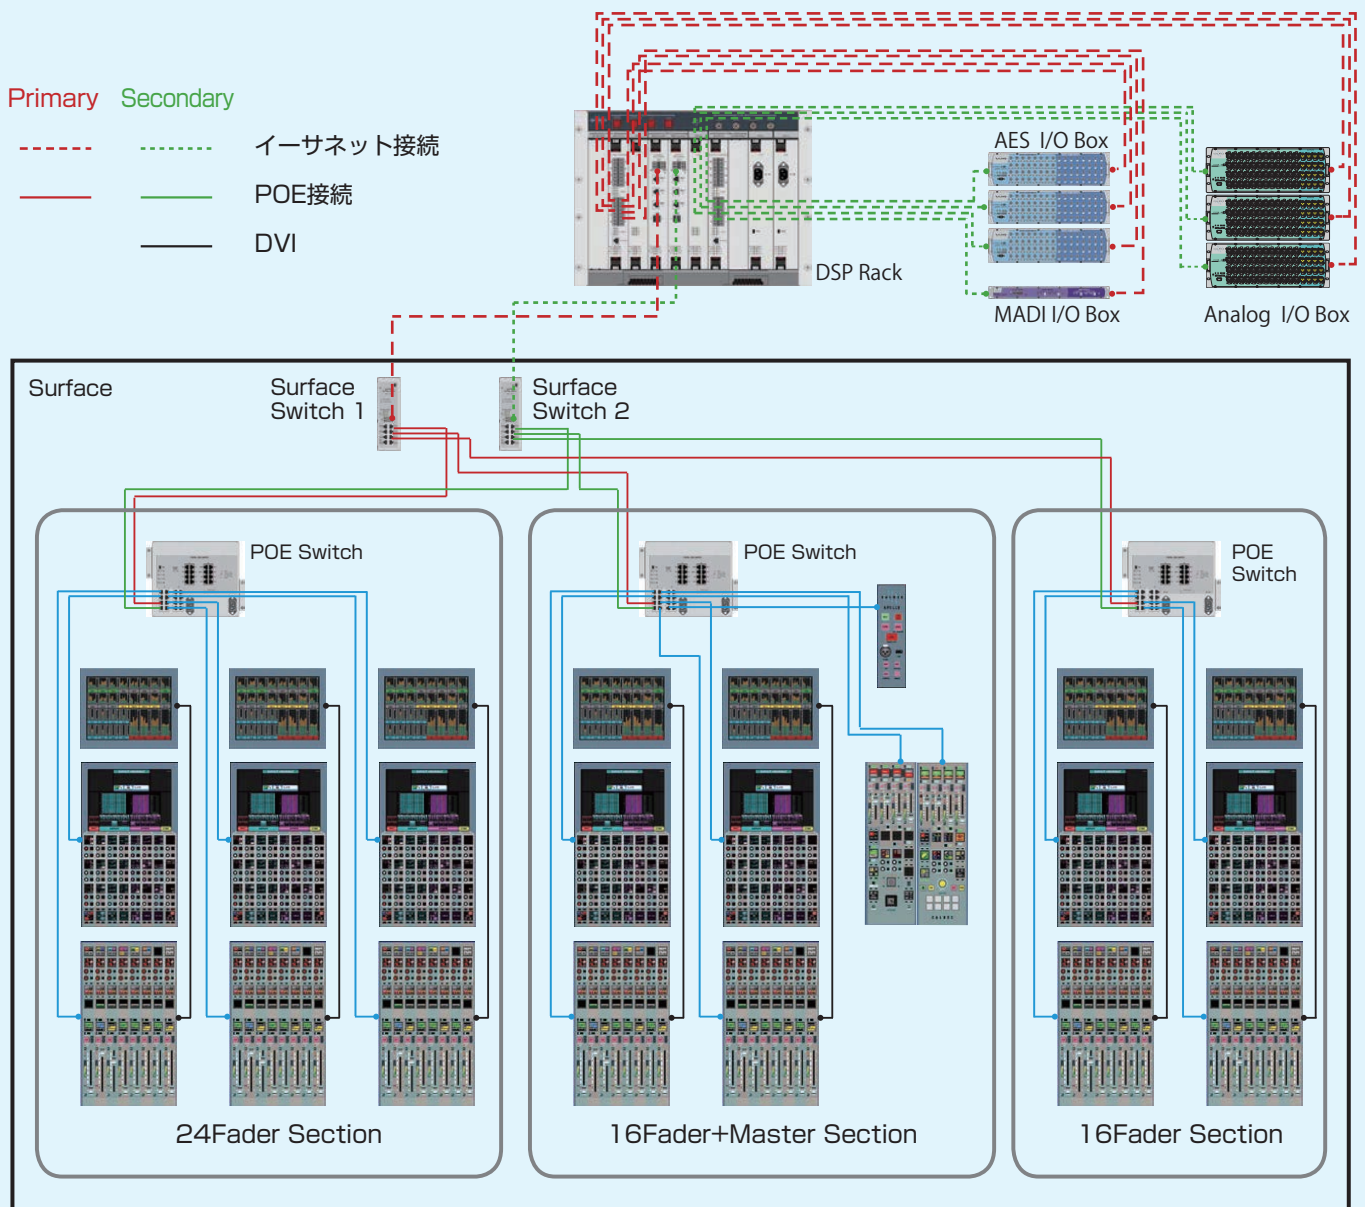 Primary Secondary
イーサネット接続
POE接続
DVI
AES I/O Box
DSP Rack
MADI I/O Box
Analog I/O Box
Surface
Surface
Switch 1
Surface
Switch 2
POE Switch
POE Switch
POE
Switch
24Fader Section
16Fader+Master Section
16Fader Section